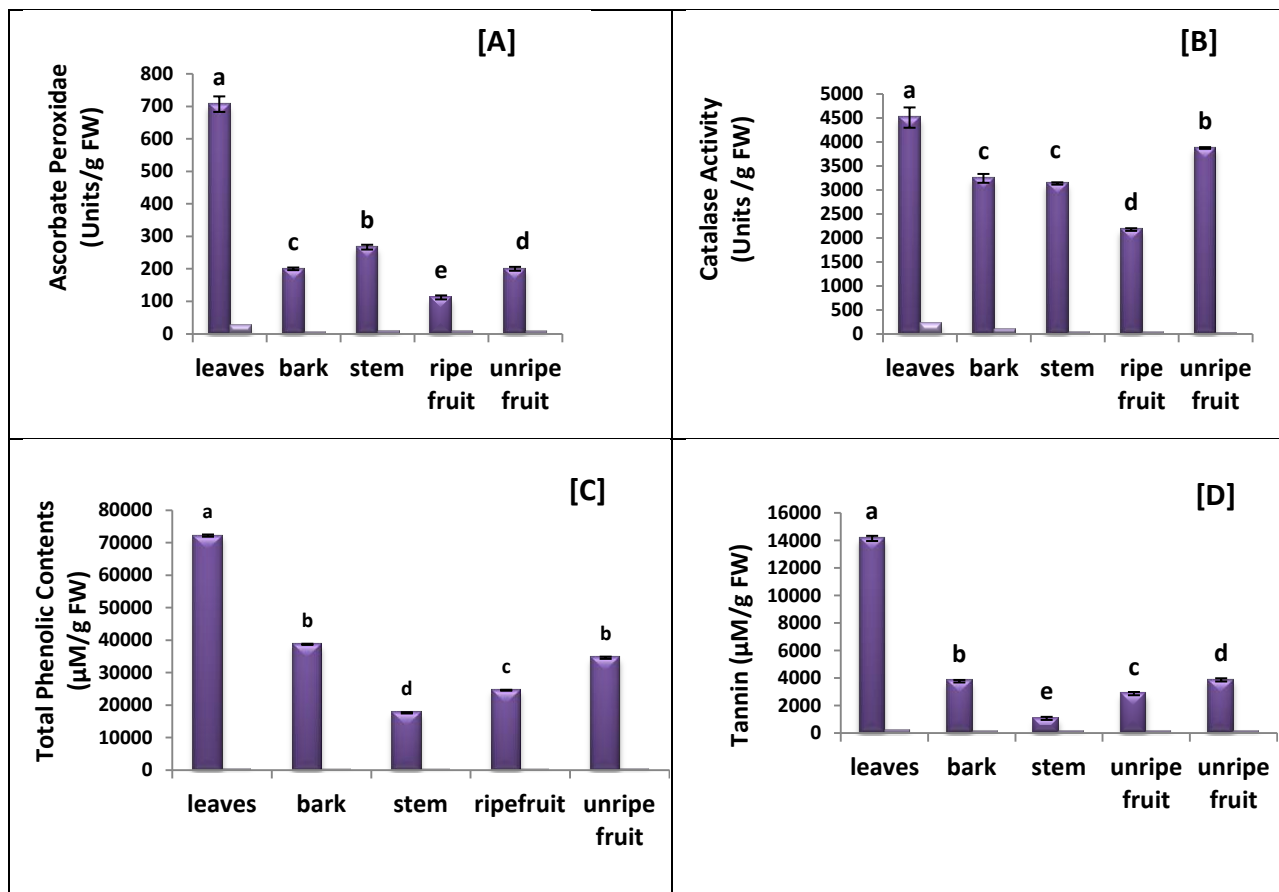 [A]
Ascorbate Peroxidae
(Units/g FW)
800
700
600
500
400
300
200
100
0
a
c
b
e
d
leaves bark stem ripe unripe
fruit fruit
[B]
Catalase Activity
(Units /g FW)
5000
4500
4000
3500
3000
2500
2000
1500
1000
500
0
a
c
c
d
b
leaves bark stem ripe unripe
fruit fruit
[C]
Total Phenolic Contents
(µM/g FW)
80000
70000
60000
50000
40000
30000
20000
10000
0
a
b
d
c
b
leaves bark stem ripefruit unripe
fruit
[D]
Tannin (µM/g FW)
16000
14000
12000
10000
8000
6000
4000
2000
0
a
b
e
c
d
leaves bark stem unripe unripe
fruit fruit